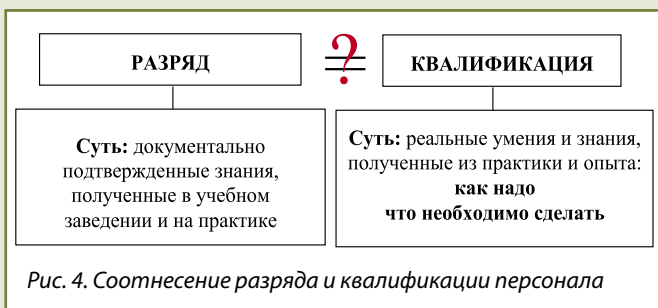 РАЗРЯД
?
КВАЛИФИКАЦИЯ
Суть: документально
подтвержденные знания,
полученные в учебном
заведении и на практике
Суть: реальные умения и знания,
полученные из практики и опыта:
как надо
что необходимо сделать
Рис. 4. Соотнесение разряда и квалификации персонала